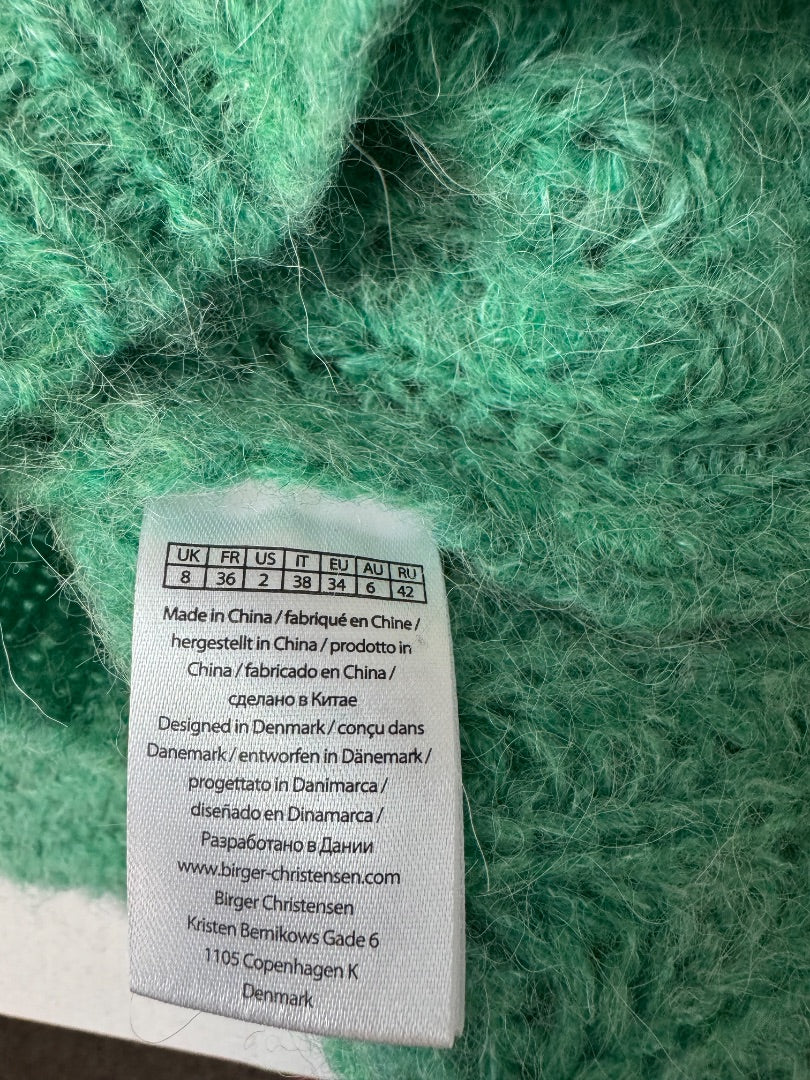 UK FR US IT EU AU RU
8 36 2 38 34 6 42
Made in China / fabriqué en Chine /
hergestellt in China / prodotto in
China / fabricado en China /
сделано в Китае
Designed in Denmark / conçu dans
Danemark / entworfen in Dänemark /
progettato in Danimarca /
diseñado en Dinamarca /
Разработано в Дании
www.birger-christensen.com
Birger Christensen
Kristen Bernikows Gade 6
1105 Copenhagen K
Denmark